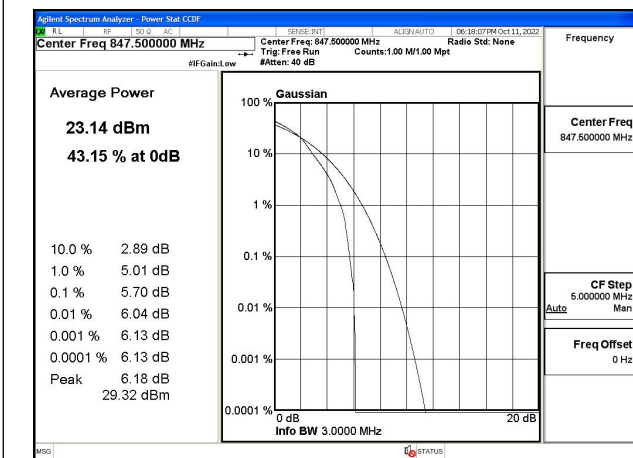 Agilent Spectrum Analyzer - Power Stat CCDF
RL RF 50 Ω AC SENSE:INT ALIGN AUTO 06:18:07 PM Oct 11, 2022
Center Freq 847.500000 MHz
Center Freq: 847.500000 MHz Radio Std: None
Trig: Free Run Counts:1.00 M/1.00 Mpt
#IFGain:Low #Atten: 40 dB
Frequency
Average Power
23.14 dBm
43.15 % at 0dB
10.0 % 2.89 dB
1.0 % 5.01 dB
0.1 % 5.70 dB
0.01 % 6.04 dB
0.001 % 6.13 dB
0.0001 % 6.13 dB
Peak 6.18 dB
29.32 dBm
Gaussian
100 %
10 %
1 %
0.1 %
0.01 %
0.001 %
0.0001 %
0 dB 20 dB
Info BW 3.0000 MHz
Center Freq
847.500000 MHz
CF Step
5.000000 MHz
Auto Man
Freq Offset
0 Hz
MSG STATUS